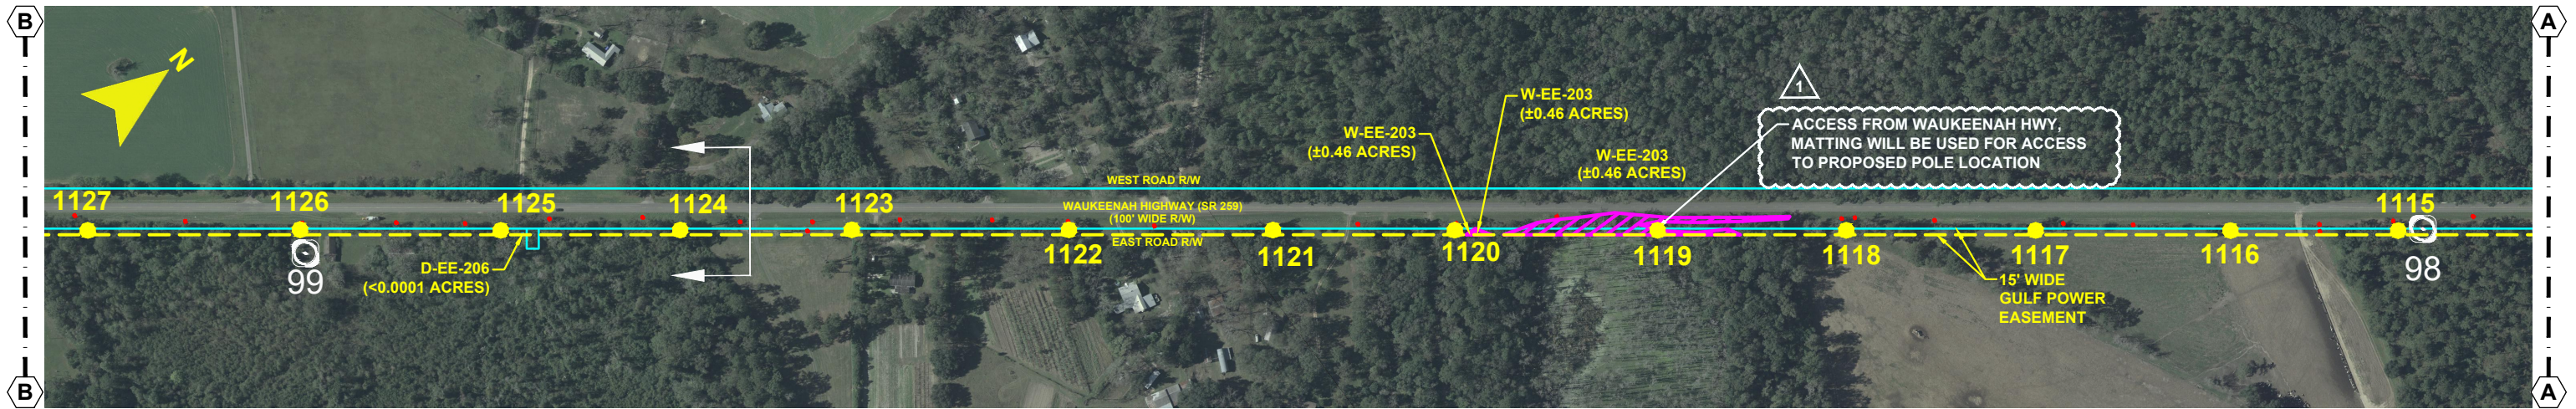 B
A
N
1
W-EE-203
(±0.46 ACRES)
ACCESS FROM WAUKEENAH HWY,
MATTING WILL BE USED FOR ACCESS
TO PROPOSED POLE LOCATION
W-EE-203
(±0.46 ACRES)
W-EE-203
(±0.46 ACRES)
WEST ROAD R/W
1127
1126
1125
1124
1123
WAUKEENAH HIGHWAY (SR 259)
(100' WIDE R/W)
EAST ROAD R/W
1115
1122
1121
1120
1119
1118
1117
1116
99
98
D-EE-206
(<0.0001 ACRES)
15' WIDE
GULF POWER
EASEMENT
B
A